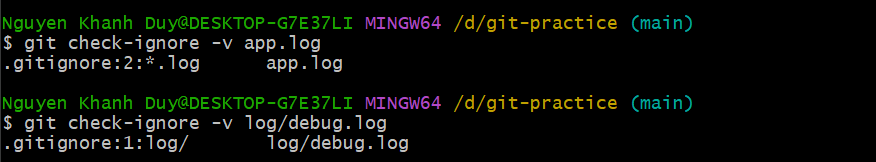 Nguyen Khanh Duy@DESKTOP-G7E37LI MINGW64 /d/git-practice (main)
$ git check-ignore -v app.log
.gitignore:2:*.log      app.log
Nguyen Khanh Duy@DESKTOP-G7E37LI MINGW64 /d/git-practice (main)
$ git check-ignore -v log/debug.log
.gitignore:1:log/       log/debug.log